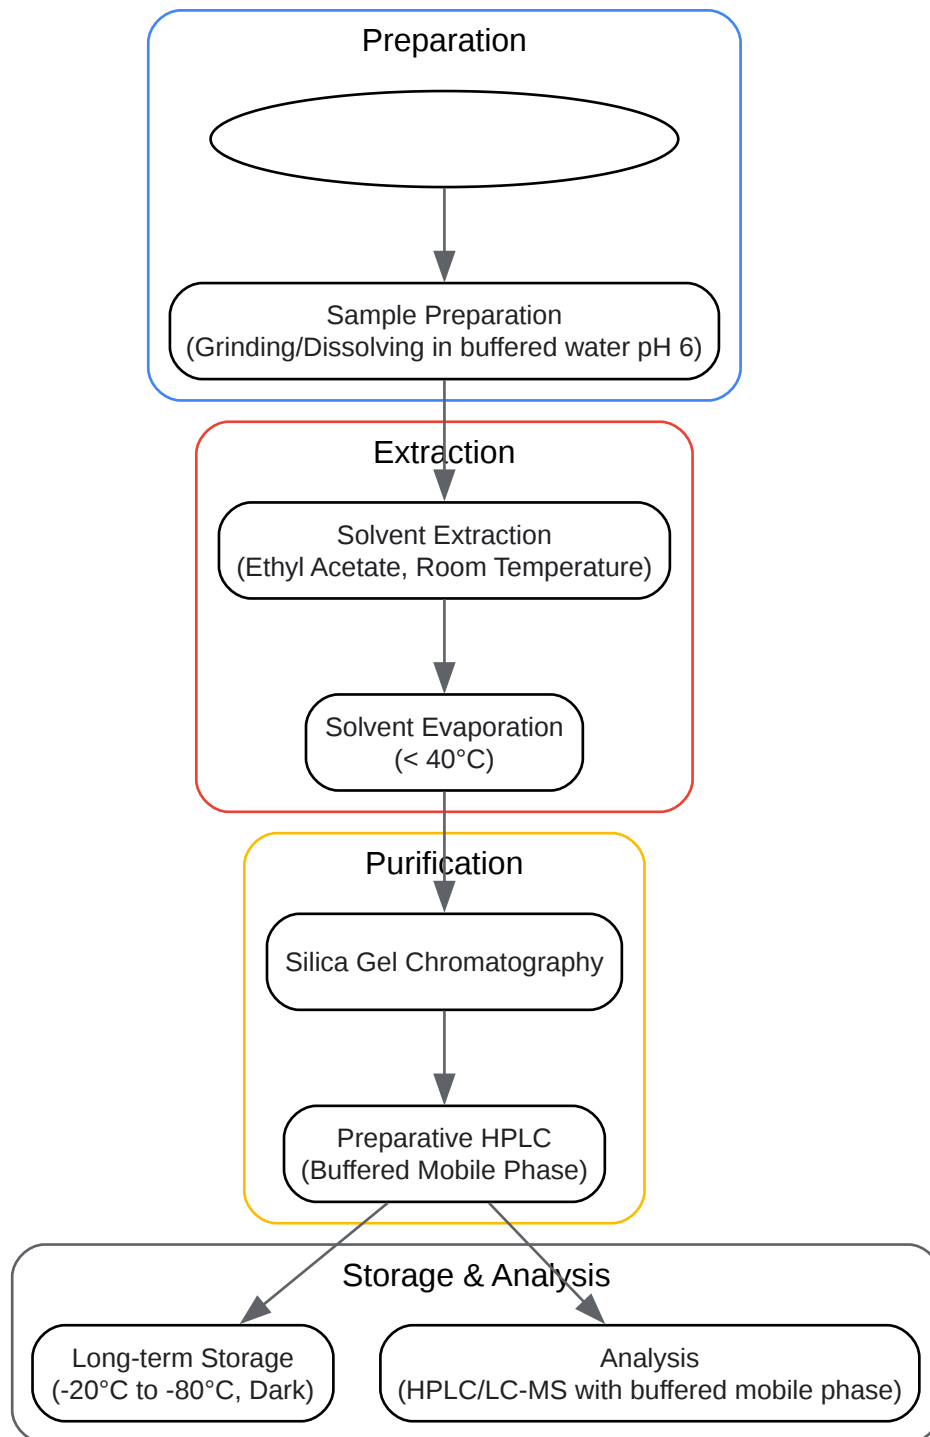 Preparation
Sample Preparation
(Grinding/Dissolving in buffered water pH 6)
Extraction
Solvent Extraction
(Ethyl Acetate, Room Temperature)
Solvent Evaporation
(< 40°C)
Purification
Silica Gel Chromatography
Preparative HPLC
(Buffered Mobile Phase)
Storage & Analysis
Long-term Storage
(-20°C to -80°C, Dark)
Analysis
(HPLC/LC-MS with buffered mobile phase)